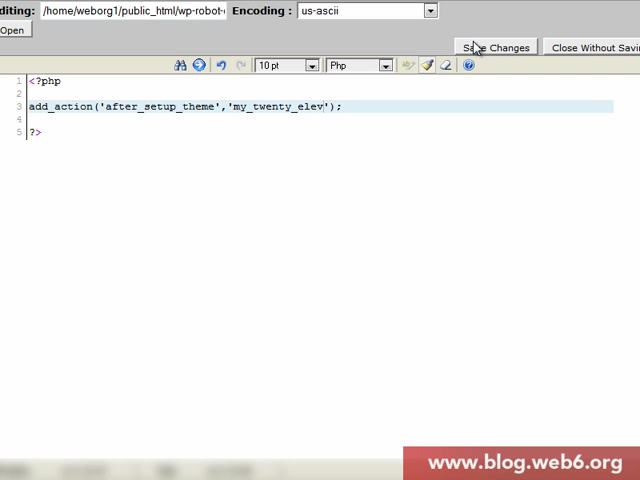 diting: /home/weborg1/public_html/wp-robot- Encoding : us-ascii
Open
Save Changes Close Without Savi
10 pt Php
1 <?php
2
3 add_action('after_setup_theme','my_twenty_elev');
4
5 ?>
www.blog.web6.org